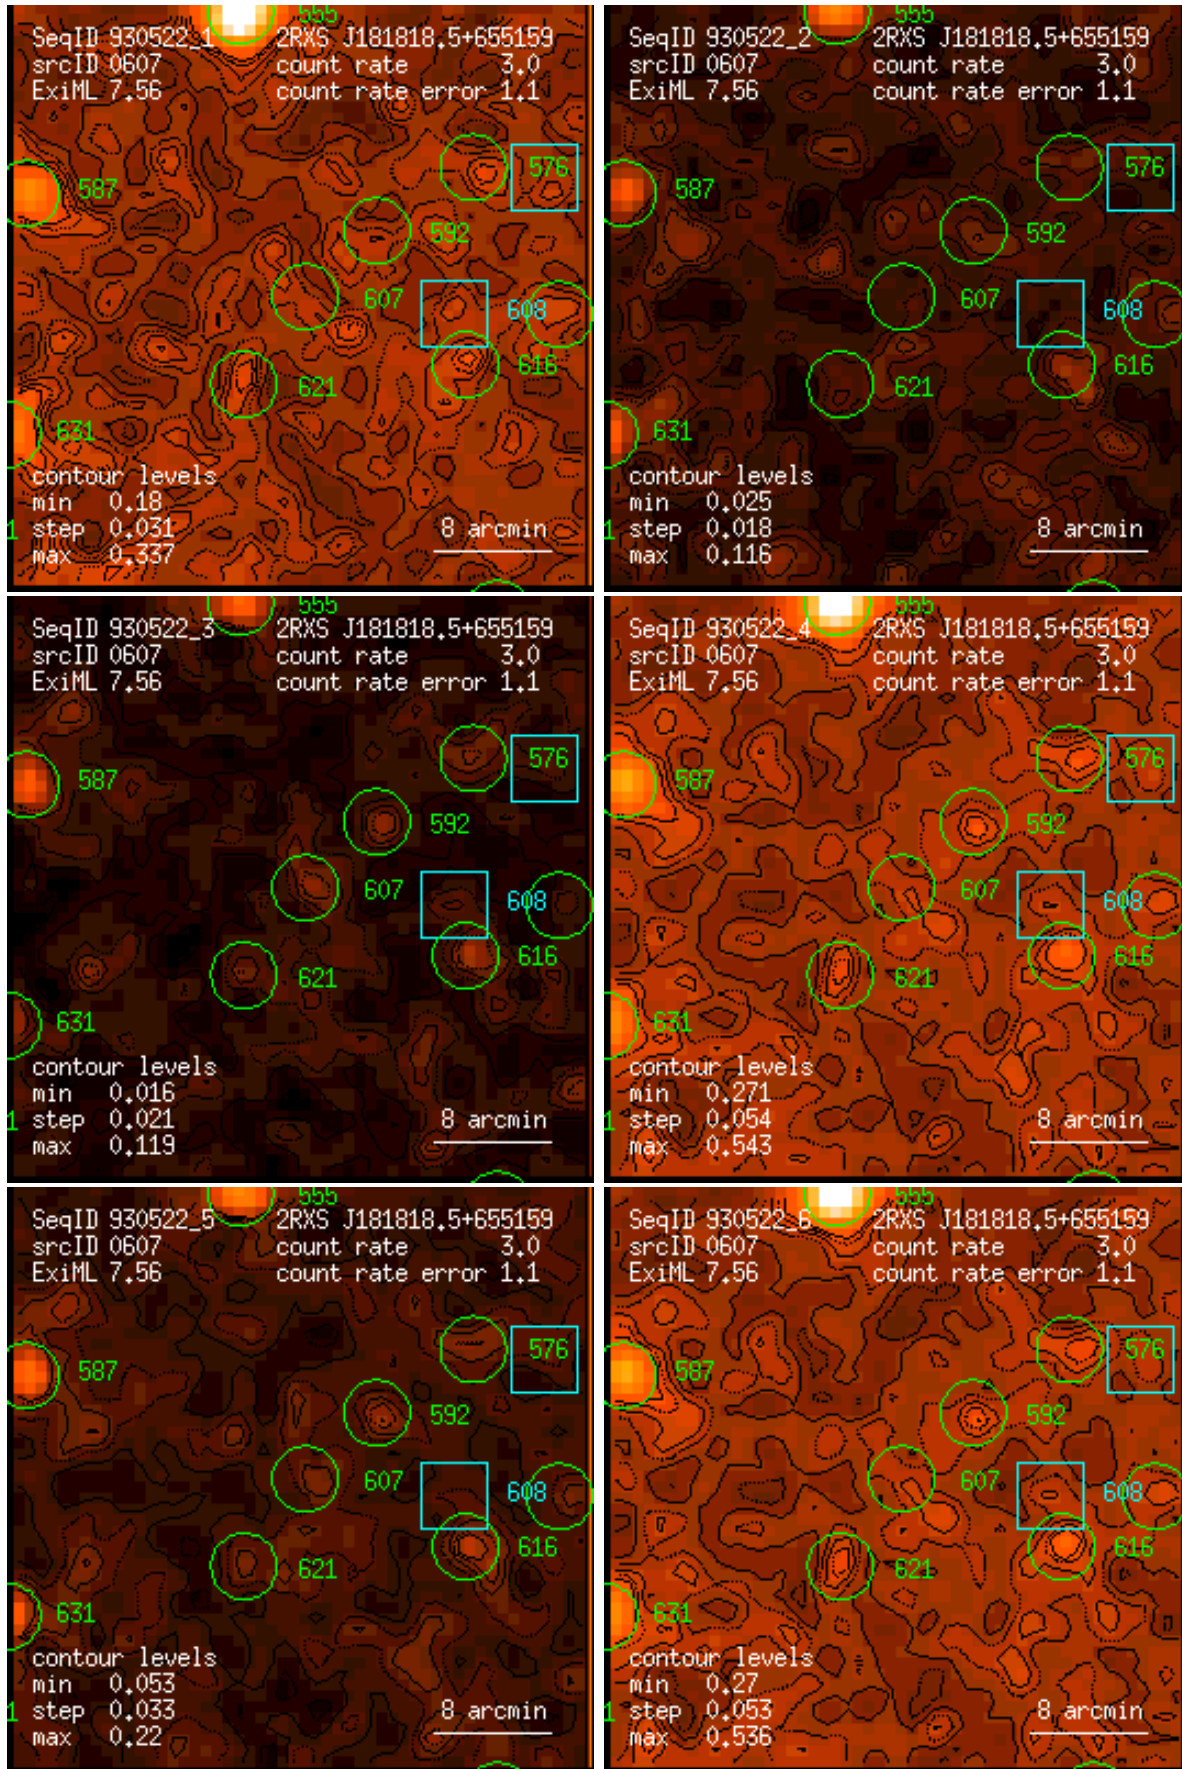 555
SeqID 930522_1 2RXS J181818.5+655159
srcID 0607 count rate 3.0
ExiML 7.56 count rate error 1.1
576
587
592
607
608
616
621
631
contour levels
min 0.18
step 0.031
max 0.337
8 arcmin
1
555
SeqID 930522_2 2RXS J181818.5+655159
srcID 0607 count rate 3.0
ExiML 7.56 count rate error 1.1
576
587
592
607
608
616
621
631
contour levels
min 0.025
step 0.018
max 0.116
8 arcmin
1
555
SeqID 930522_3 2RXS J181818.5+655159
srcID 0607 count rate 3.0
ExiML 7.56 count rate error 1.1
576
587
592
607
608
616
621
631
contour levels
min 0.016
step 0.021
max 0.119
8 arcmin
1
555
SeqID 930522_4 2RXS J181818.5+655159
srcID 0607 count rate 3.0
ExiML 7.56 count rate error 1.1
576
587
592
607
608
616
621
631
contour levels
min 0.271
step 0.054
max 0.543
8 arcmin
1
555
SeqID 930522_5 2RXS J181818.5+655159
srcID 0607 count rate 3.0
ExiML 7.56 count rate error 1.1
576
587
592
607
608
616
621
631
contour levels
min 0.053
step 0.033
max 0.22
8 arcmin
1
555
SeqID 930522_6 2RXS J181818.5+655159
srcID 0607 count rate 3.0
ExiML 7.56 count rate error 1.1
576
587
592
607
608
616
621
631
contour levels
min 0.27
step 0.053
max 0.536
8 arcmin
1